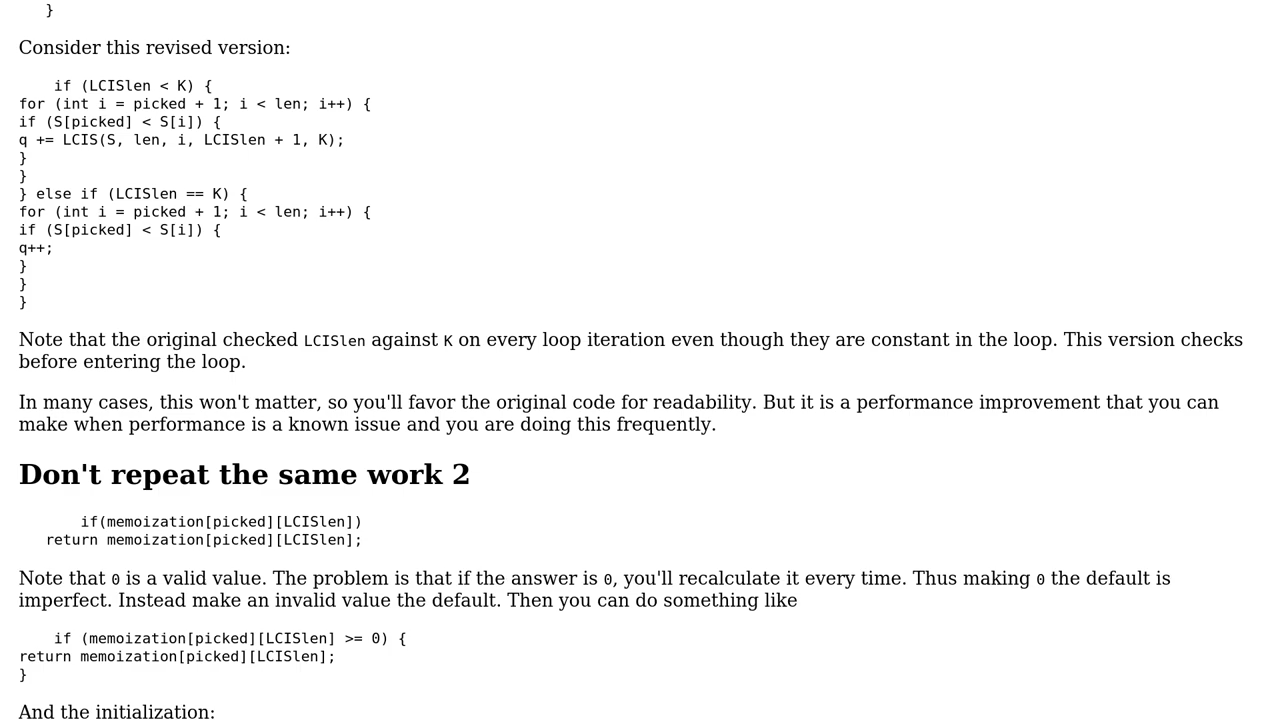 }
Consider this revised version:
if (LCISlen < K) {
for (int i = picked + 1; i < len; i++) {
if (S[picked] < S[i]) {
q += LCIS(S, len, i, LCISlen + 1, K);
}
}
} else if (LCISlen == K) {
for (int i = picked + 1; i < len; i++) {
if (S[picked] < S[i]) {
q++;
}
}
}
Note that the original checked LCISlen against K on every loop iteration even though they are constant in the loop. This version checks
before entering the loop.
In many cases, this won't matter, so you'll favor the original code for readability. But it is a performance improvement that you can
make when performance is a known issue and you are doing this frequently.
Don't repeat the same work 2
if(memoization[picked][LCISlen])
return memoization[picked][LCISlen];
Note that 0 is a valid value. The problem is that if the answer is 0, you'll recalculate it every time. Thus making 0 the default is
imperfect. Instead make an invalid value the default. Then you can do something like
if (memoization[picked][LCISlen] >= 0) {
return memoization[picked][LCISlen];
}
And the initialization: